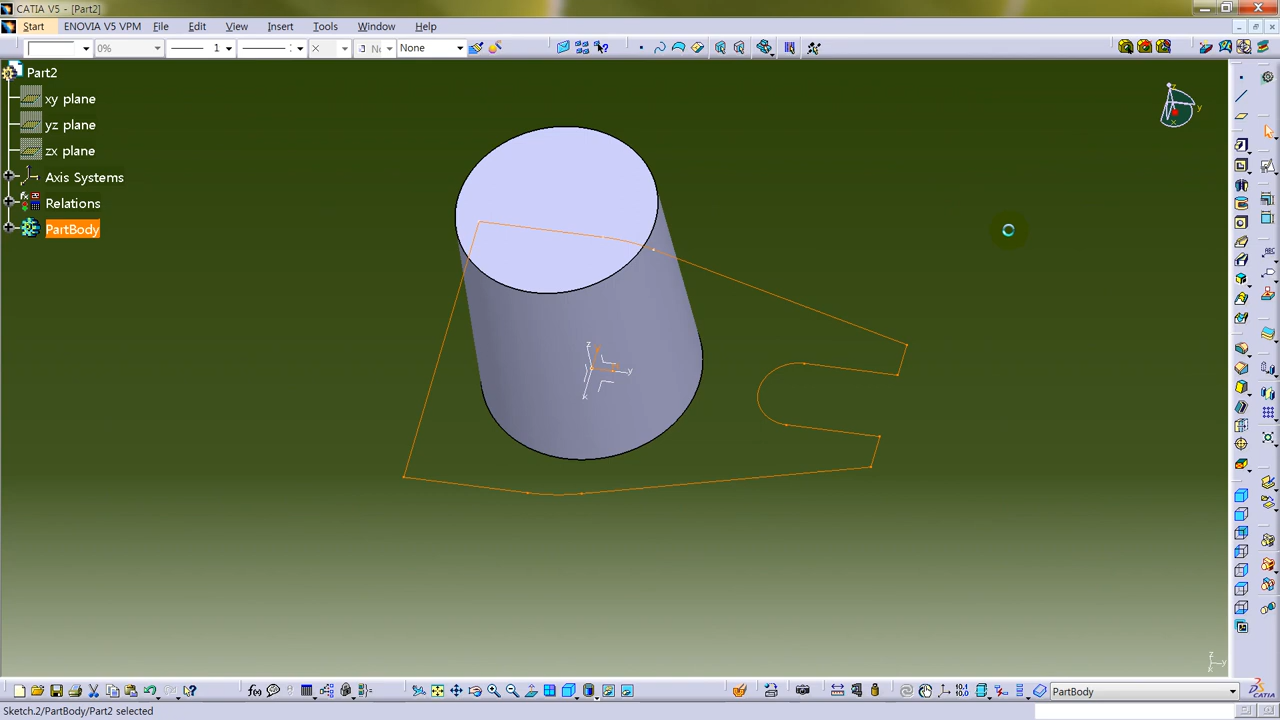 CATIA V5 - [Part2]
Start ENOVIA V5 VPM File Edit View Insert Tools Window Help
0% 1 None
Part2
xy plane
yz plane
zx plane
Axis Systems
Relations
PartBody
z
y
x
z
y
x
PartBody
Sketch.2/PartBody/Part2 selected